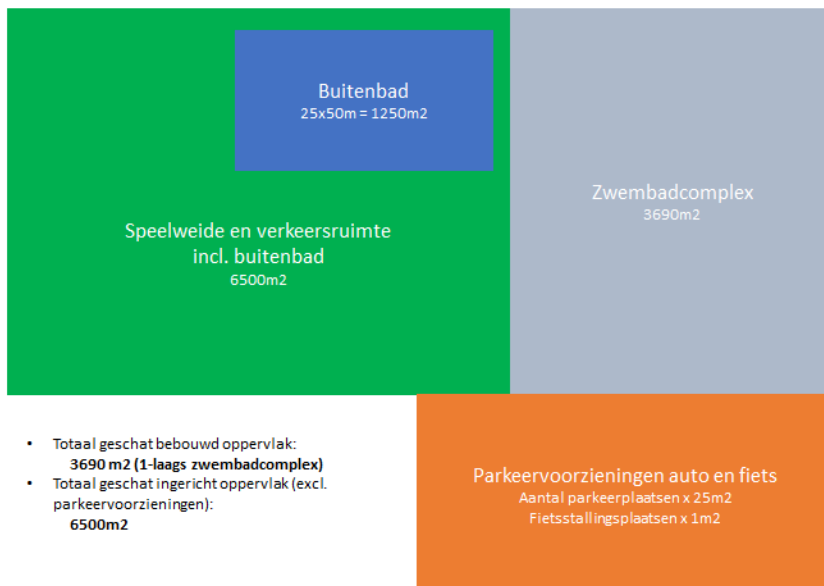 Buitenbad
25x50m = 1250m2
Zwembadcomplex
3690m2
Speelweide en verkeersruimte
incl. buitenbad
6500m2
• Totaal geschat bebouwd oppervlak:
3690 m2 (1-laags zwembadcomplex)
• Totaal geschat ingericht oppervlak (excl.
parkeervoorzieningen):
6500m2
Parkeervoorzieningen auto en fiets
Aantal parkeerplaatsen x 25m2
Fietsstallingsplaatsen x 1m2